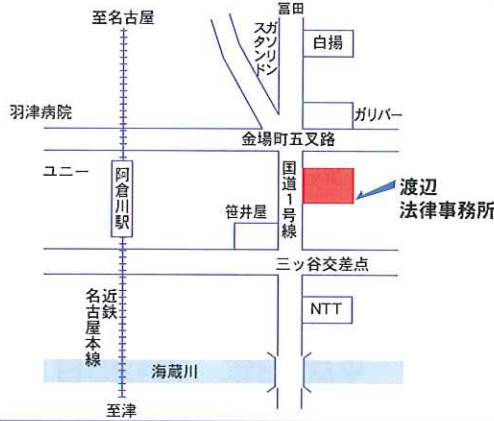 冨田
至名古屋
ガソリン
スタンド
白揚
羽津病院
ガリバー
金場町五叉路
ユニー
阿倉川駅
国道1号線
渡辺
法律事務所
笹井屋
三ッ谷交差点
近鉄
名古屋本線
NTT
海蔵川
至津